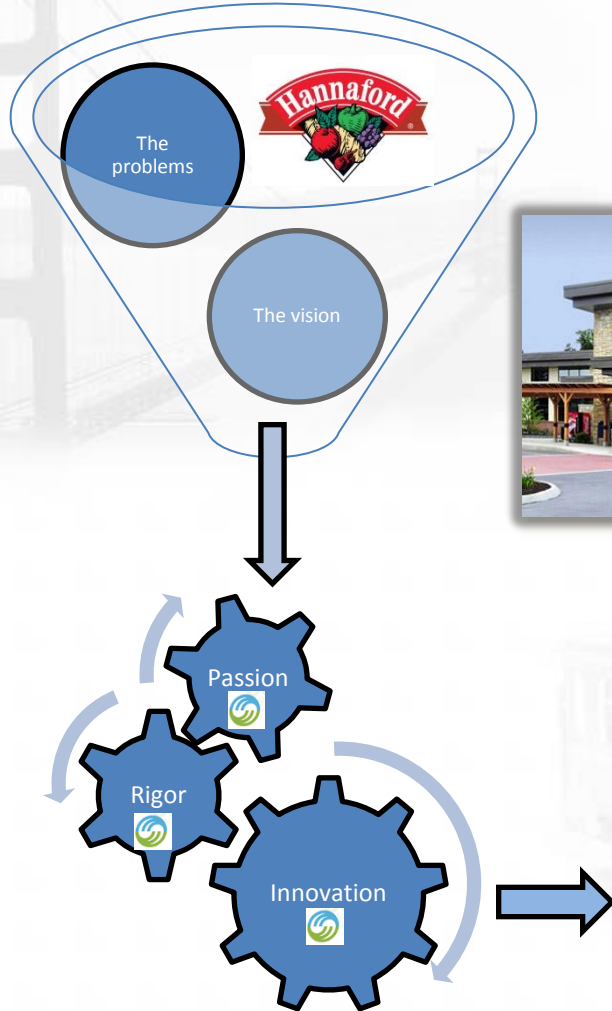 Hannaford
The
problems
The vision
Passion
Rigor
Innovation